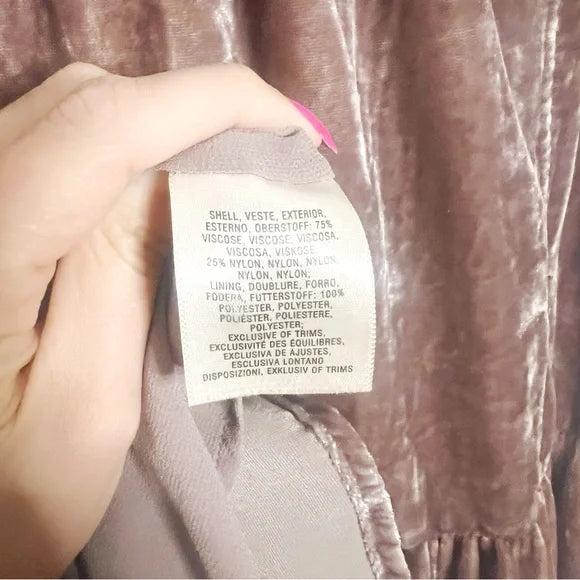 SHELL, VESTE, EXTERIOR,
ESTERNO, OBERSTOFF: 75%
VISCOSE, VISCOSE, VISCOSA,
VISCOSA, VISKOSE
25% NYLON, NYLON, NYLON,
NYLON, NYLON;
LINING, DOUBLURE, FORRO,
FODERA, FUTTERSTOFF: 100%
POLYESTER, POLYESTER,
POLIÉSTER, POLIESTERE,
POLYESTER;
EXCLUSIVE OF TRIMS,
EXCLUSIVITÉ DES ÉQUILIBRES,
EXCLUSIVA DE AJUSTES,
ESCLUSIVA LONTANO
DISPOSIZIONI, EXKLUSIV OF TRIMS